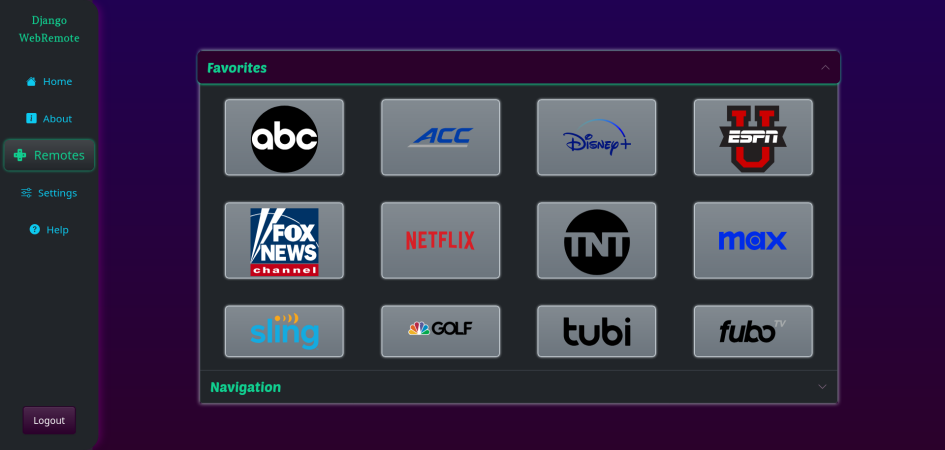 Django
WebRemote
Home
About
Remotes
Settings
Help
Logout
Favorites
abc
ACC
Disney+
U
ESPN
FOX
NEWS
channel
NETFLIX
TNT
max
sling
GOLF
tubi
fubo TV
Navigation